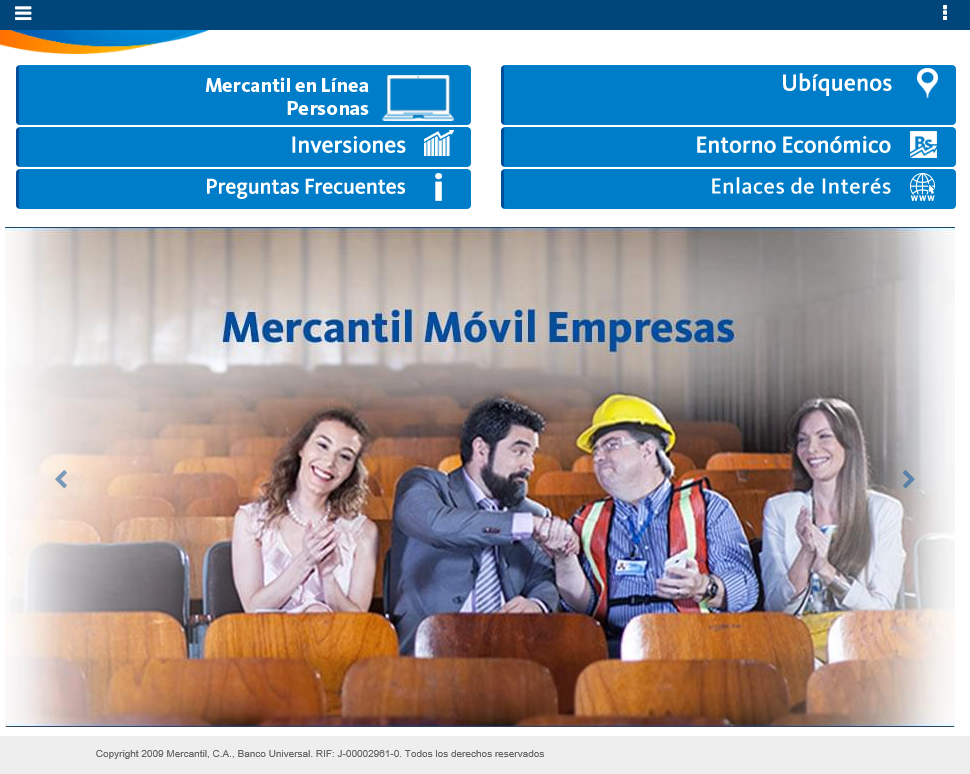 Mercantil en Línea
Personas
Ubíquenos
Inversiones
Entorno Económico
Bs
Preguntas Frecuentes
Enlaces de Interés
WWW
Mercantil Móvil Empresas
Copyright 2009 Mercantil, C.A., Banco Universal. RIF: J-00002961-0. Todos los derechos reservados